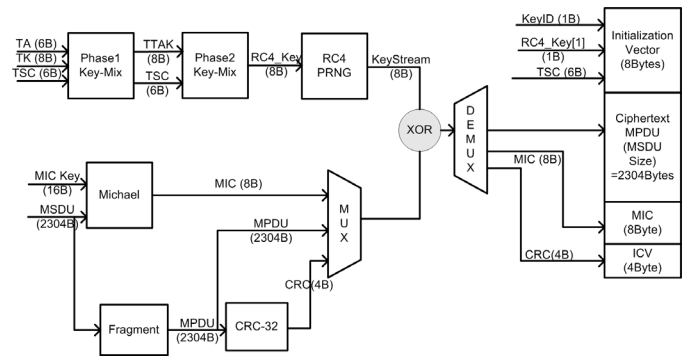 TA (6B)
TK (8B)
TSC (6B)
Phase1
Key-Mix
TTAK
(8B)
TSC
(6B)
Phase2
Key-Mix
RC4_Key
(8B)
RC4
PRNG
KeyStream
(8B)
XOR
DEMUX
KeyID (1B)
RC4_Key[1]
(1B)
TSC (6B)
Initialization
Vector
(8Bytes)
Ciphertext
MPDU
(MSDU
Size)
=2304Bytes
MIC (8B)
MIC
(8Byte)
CRC(4B)
ICV
(4Byte)
MIC Key
(16B)
MSDU
(2304B)
Michael
MIC (8B)
MPDU
(2304B)
MUX
CRC(4B)
Fragment
MPDU
(2304B)
CRC-32